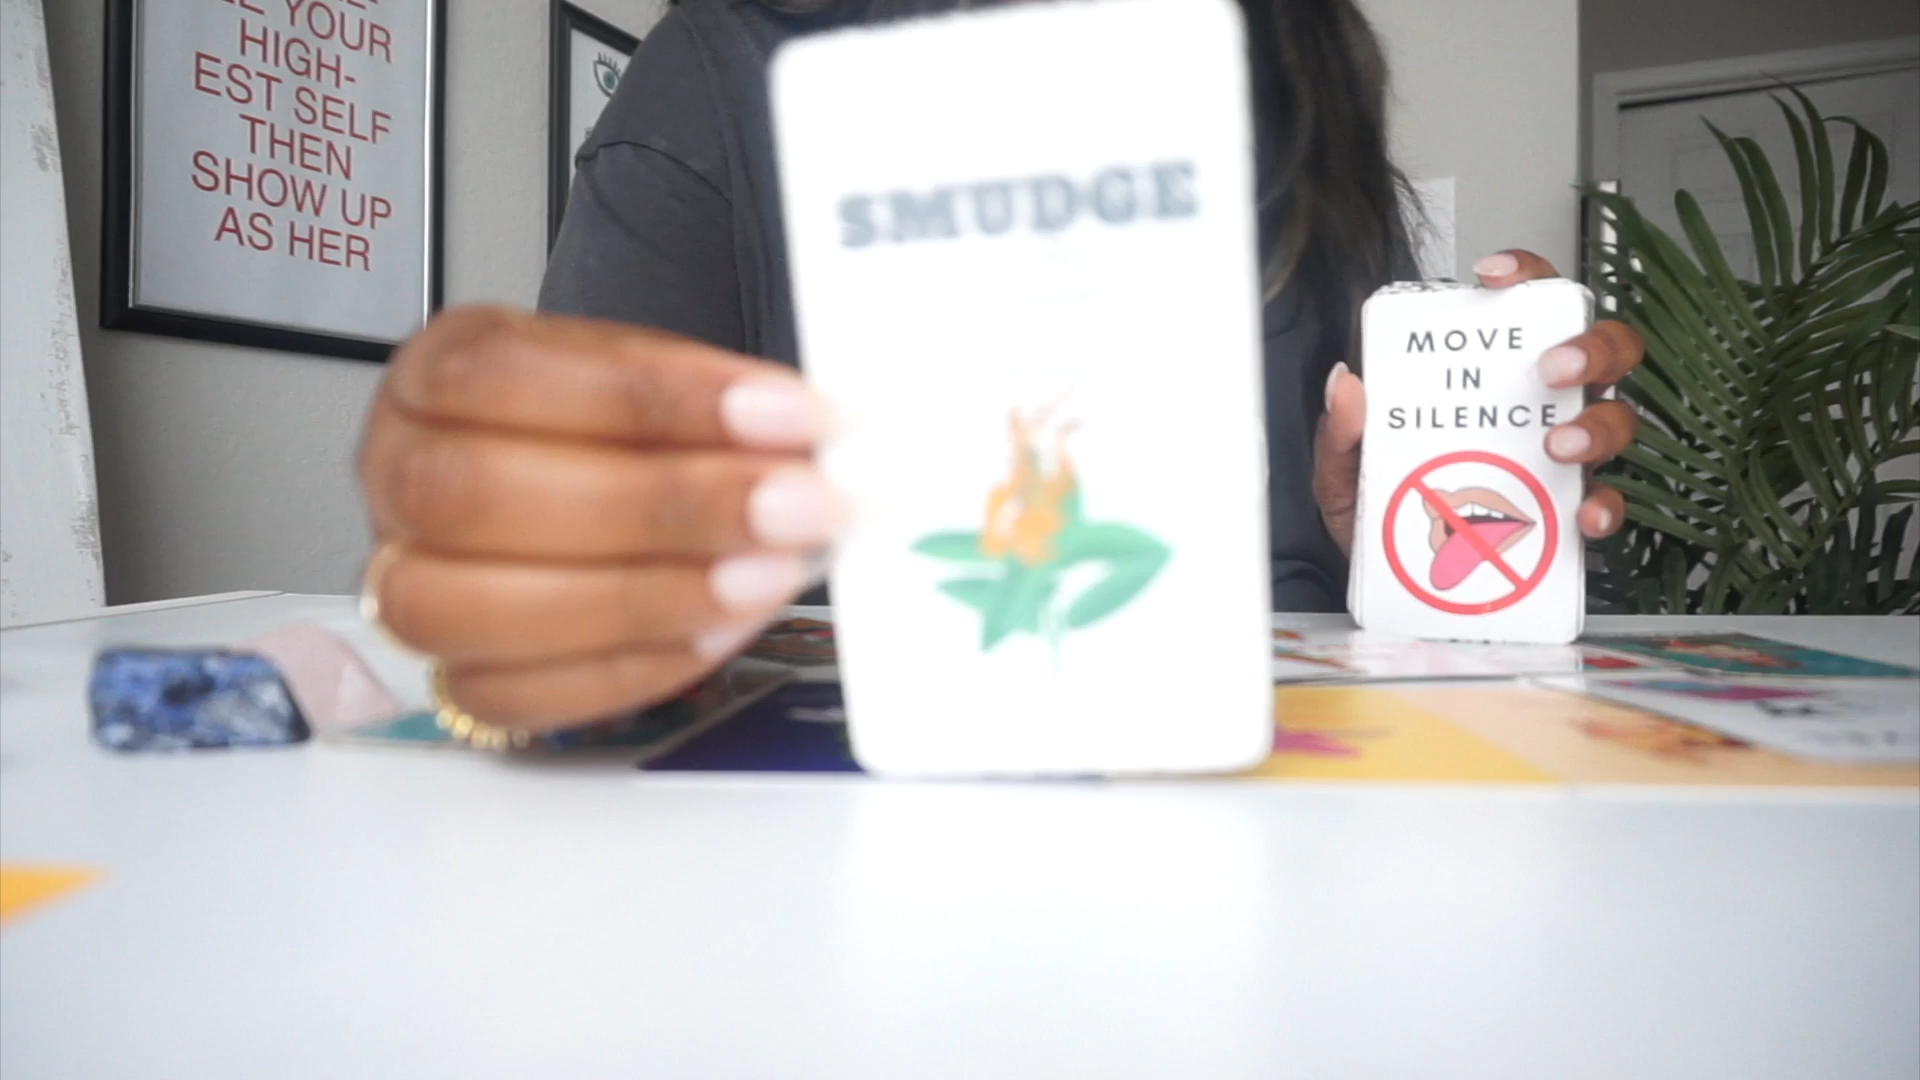 YOUR
HIGH-
EST SELF
THEN
SHOW UP
AS HER
SMUDGE
MOVE
IN
SILENCE